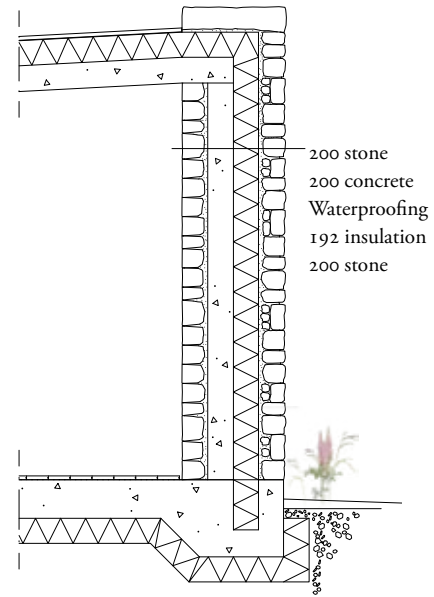 200 stone
200 concrete
Waterproofing
192 insulation
200 stone